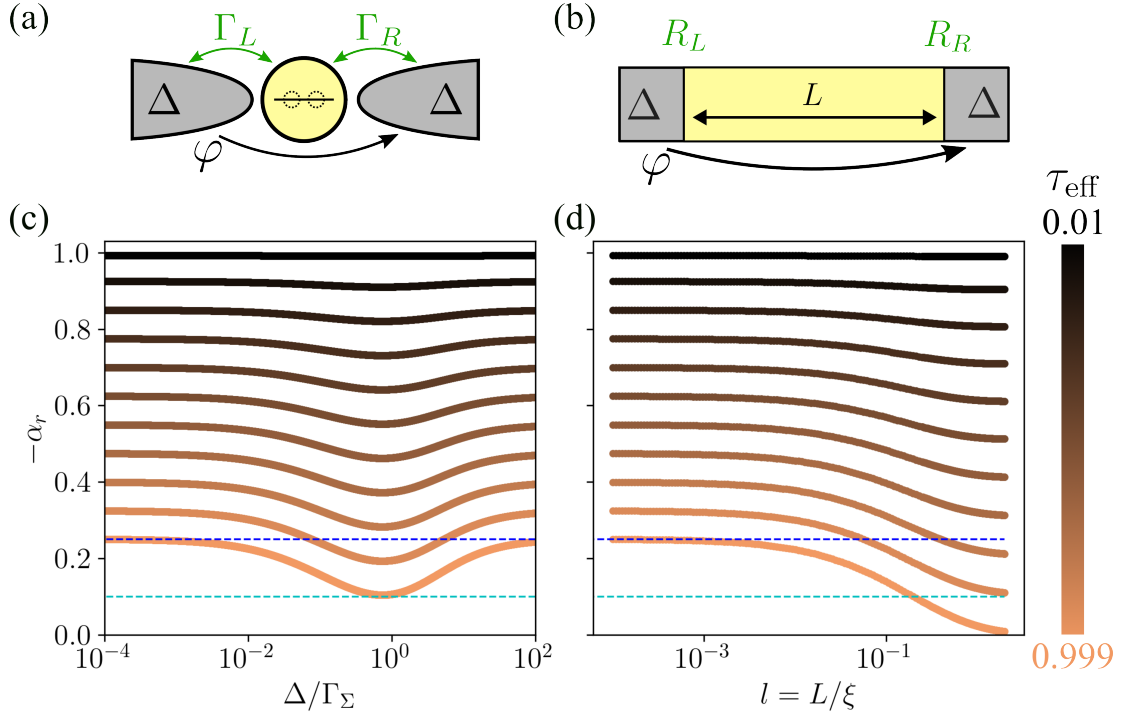 (a)
Γ_L Γ_R
Δ Δ
φ
(b)
R_L R_R
Δ L Δ
φ
τ_eff
0.01
0.999
(c)
1.0
0.8
0.6
0.4
0.2
0.0
−α_r
10^−4 10^−2 10^0 10^2
Δ/Γ_Σ
(d)
10^−3 10^−1
l = L/ξ